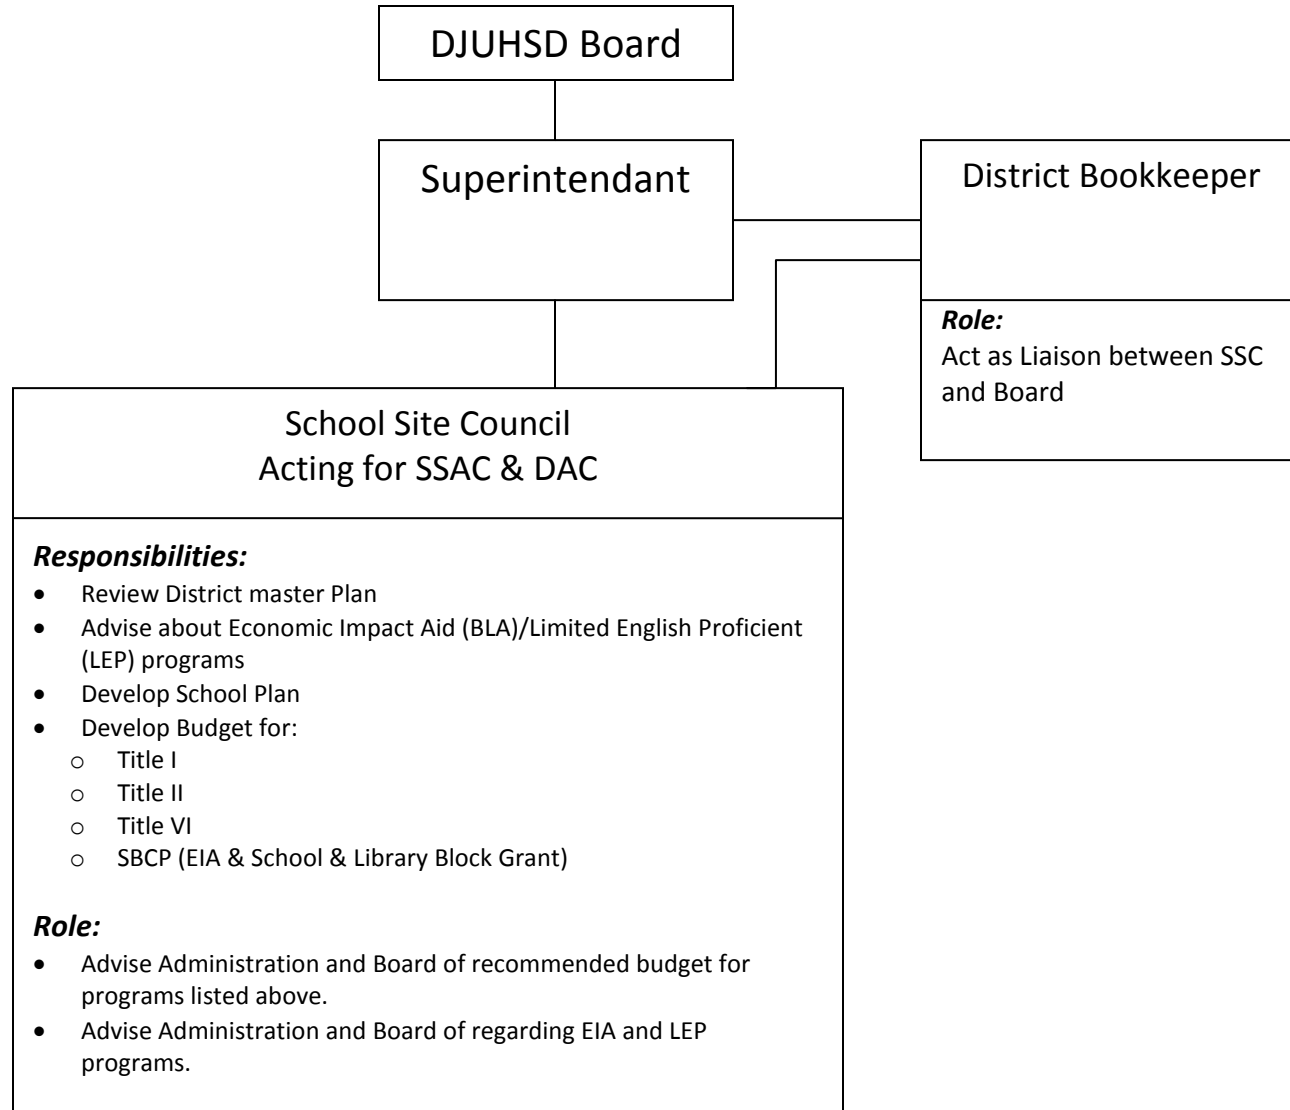 DJUHSD Board
Superintendant
District Bookkeeper
Role:
Act as Liaison between SSC
and Board
School Site Council
Acting for SSAC & DAC
Responsibilities:
• Review District master Plan
• Advise about Economic Impact Aid (BLA)/Limited English Proficient
(LEP) programs
• Develop School Plan
• Develop Budget for:
o Title I
o Title II
o Title VI
o SBCP (EIA & School & Library Block Grant)
Role:
• Advise Administration and Board of recommended budget for
programs listed above.
• Advise Administration and Board of regarding EIA and LEP
programs.